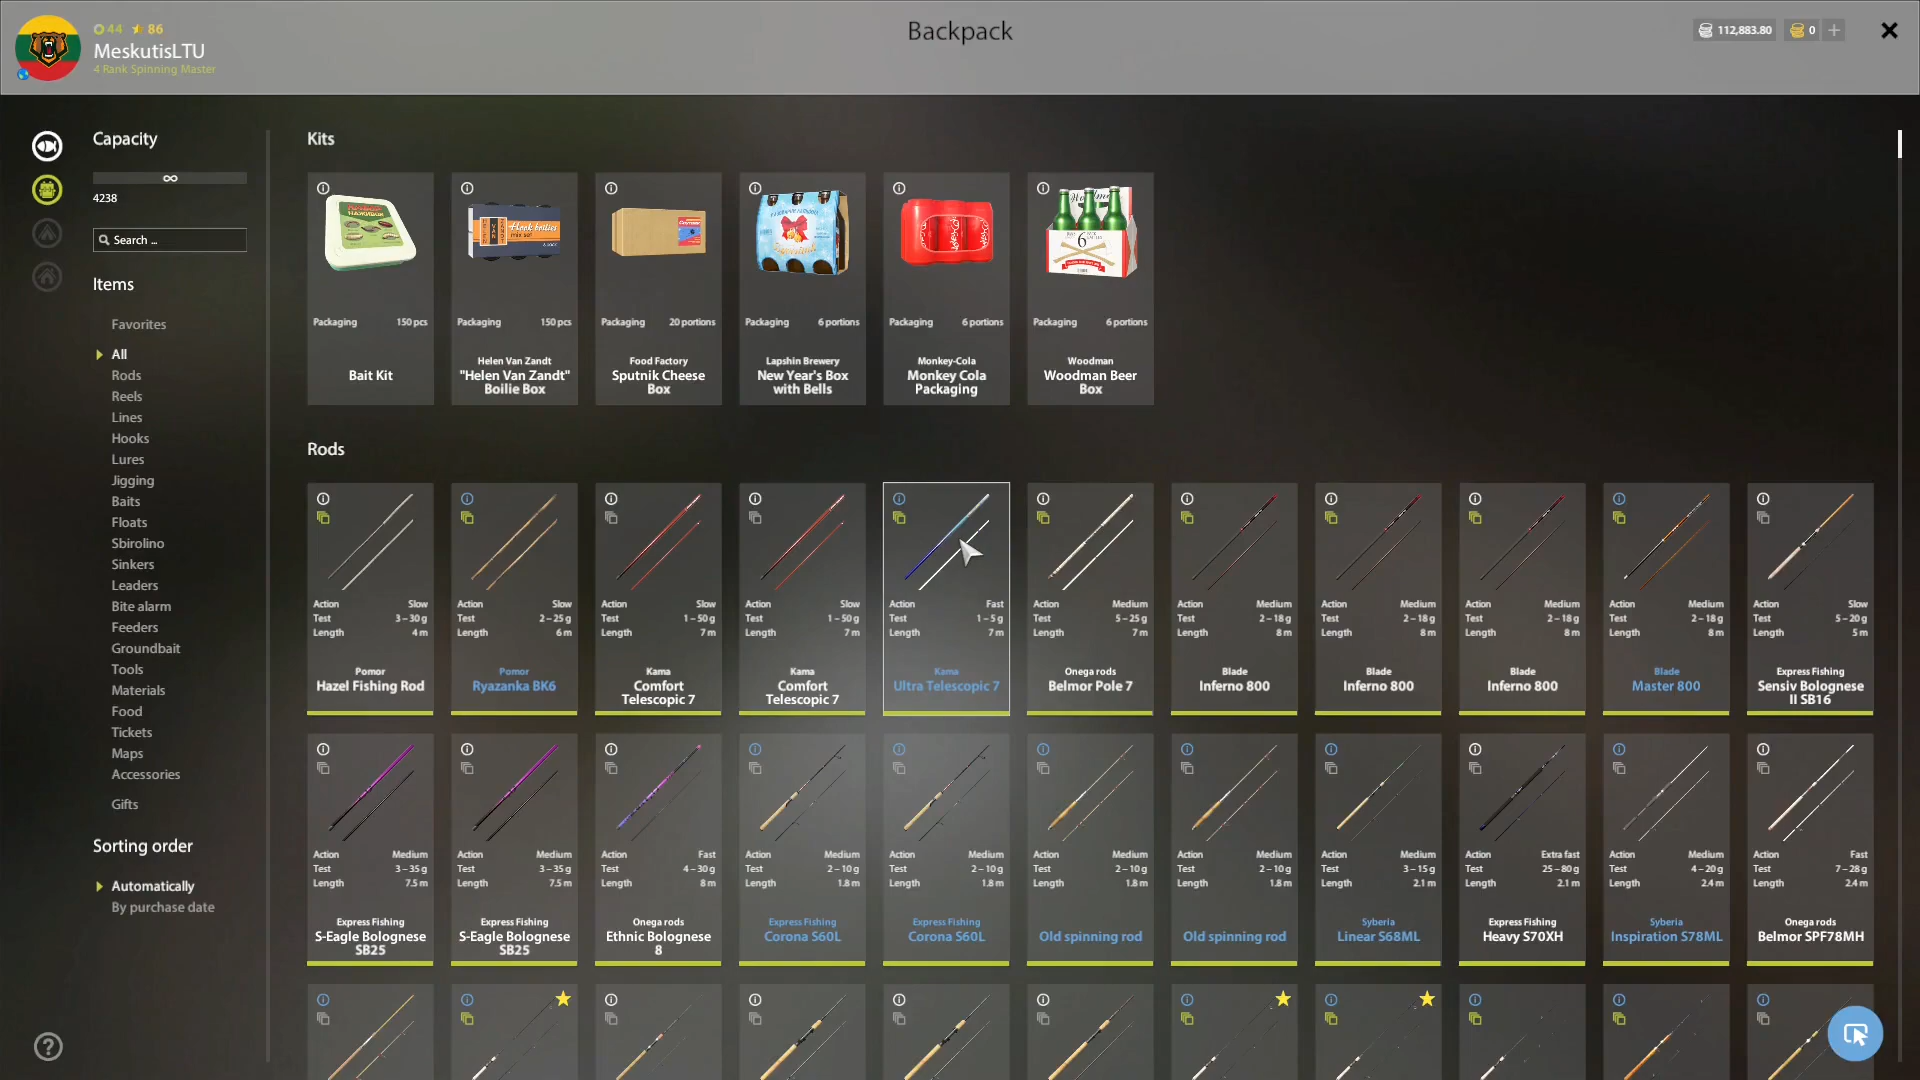 44 86
MeskutisLTU
4 Rank Spinning Master
Backpack
112,883.80
0
Capacity
∞
4238
Search ...
Items
Favorites
All
Rods
Reels
Lines
Hooks
Lures
Jigging
Baits
Floats
Sbirolino
Sinkers
Leaders
Bite alarm
Feeders
Groundbait
Tools
Materials
Food
Tickets
Maps
Accessories
Gifts
Sorting order
Automatically
By purchase date
Kits
Packaging 150 pcs
Bait Kit
Packaging 150 pcs
Helen Van Zandt
"Helen Van Zandt"
Boilie Box
Packaging 20 portions
Food Factory
Sputnik Cheese
Box
Packaging 6 portions
Lapshin Brewery
New Year's Box
with Bells
Packaging 6 portions
Monkey-Cola
Monkey Cola
Packaging
Packaging 6 portions
Woodman
Woodman Beer
Box
Rods
Action Slow
Test 3 – 30 g
Length 4 m
Pomor
Hazel Fishing Rod
Action Slow
Test 2 – 25 g
Length 6 m
Pomor
Ryazanka BK6
Action Slow
Test 1 – 50 g
Length 7 m
Kama
Comfort
Telescopic 7
Action Slow
Test 1 – 50 g
Length 7 m
Kama
Comfort
Telescopic 7
Action Fast
Test 1 – 5 g
Length 7 m
Kama
Ultra Telescopic 7
Action Medium
Test 5 – 25 g
Length 7 m
Onega rods
Belmor Pole 7
Action Medium
Test 2 – 18 g
Length 8 m
Blade
Inferno 800
Action Medium
Test 2 – 18 g
Length 8 m
Blade
Inferno 800
Action Medium
Test 2 – 18 g
Length 8 m
Blade
Inferno 800
Action Medium
Test 2 – 18 g
Length 8 m
Blade
Master 800
Action Slow
Test 5 – 20 g
Length 5 m
Express Fishing
Sensiv Bolognese
II SB16
Action Medium
Test 3 – 35 g
Length 7.5 m
Express Fishing
S-Eagle Bolognese
SB25
Action Medium
Test 3 – 35 g
Length 7.5 m
Express Fishing
S-Eagle Bolognese
SB25
Action Fast
Test 4 – 30 g
Length 8 m
Onega rods
Ethnic Bolognese
8
Action Medium
Test 2 – 10 g
Length 1.8 m
Express Fishing
Corona S60L
Action Medium
Test 2 – 10 g
Length 1.8 m
Express Fishing
Corona S60L
Action Medium
Test 2 – 10 g
Length 1.8 m
Old spinning rod
Action Medium
Test 2 – 10 g
Length 1.8 m
Old spinning rod
Action Medium
Test 3 – 15 g
Length 2.1 m
Syberia
Linear S68ML
Action Extra fast
Test 25 – 80 g
Length 2.1 m
Express Fishing
Heavy S70XH
Action Medium
Test 4 – 20 g
Length 2.4 m
Syberia
Inspiration S78ML
Action Fast
Test 7 – 28 g
Length 2.4 m
Onega rods
Belmor SPF78MH